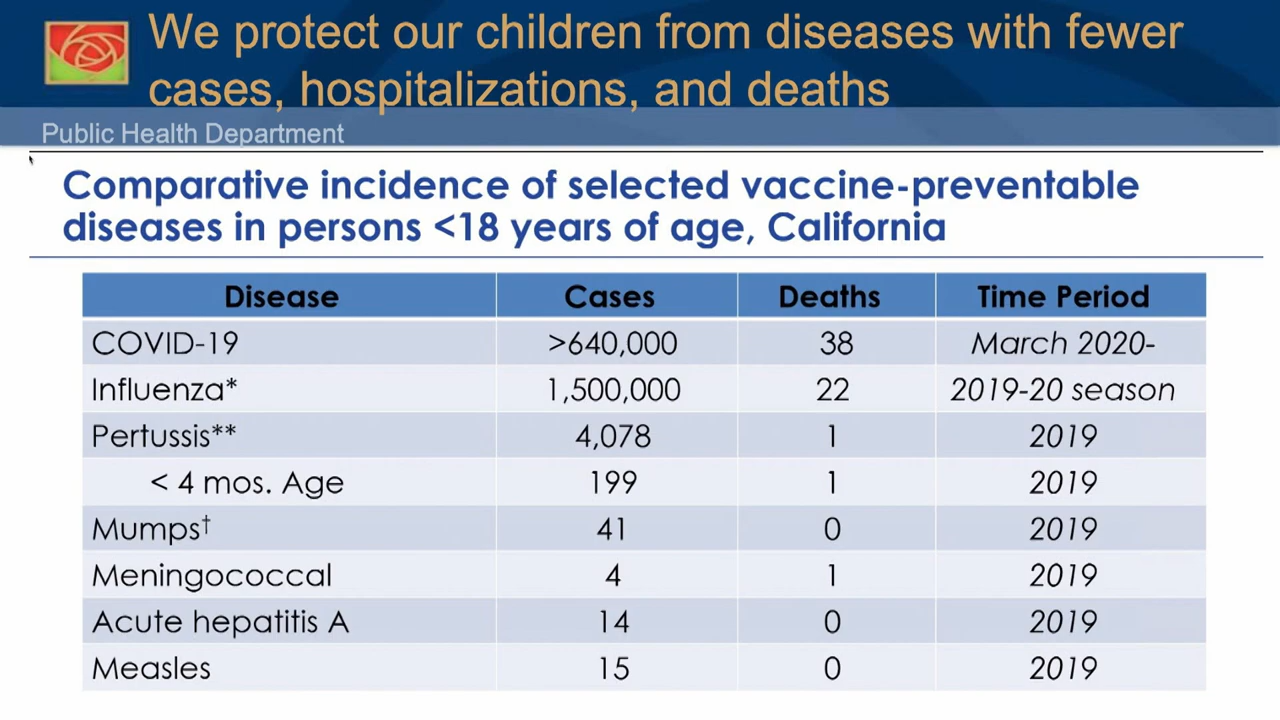 We protect our children from diseases with fewer
cases, hospitalizations, and deaths
Public Health Department
Comparative incidence of selected vaccine-preventable
diseases in persons <18 years of age, California
Disease Cases Deaths Time Period
COVID-19 >640,000 38 March 2020-
Influenza* 1,500,000 22 2019-20 season
Pertussis** 4,078 1 2019
< 4 mos. Age 199 1 2019
Mumps† 41 0 2019
Meningococcal 4 1 2019
Acute hepatitis A 14 0 2019
Measles 15 0 2019